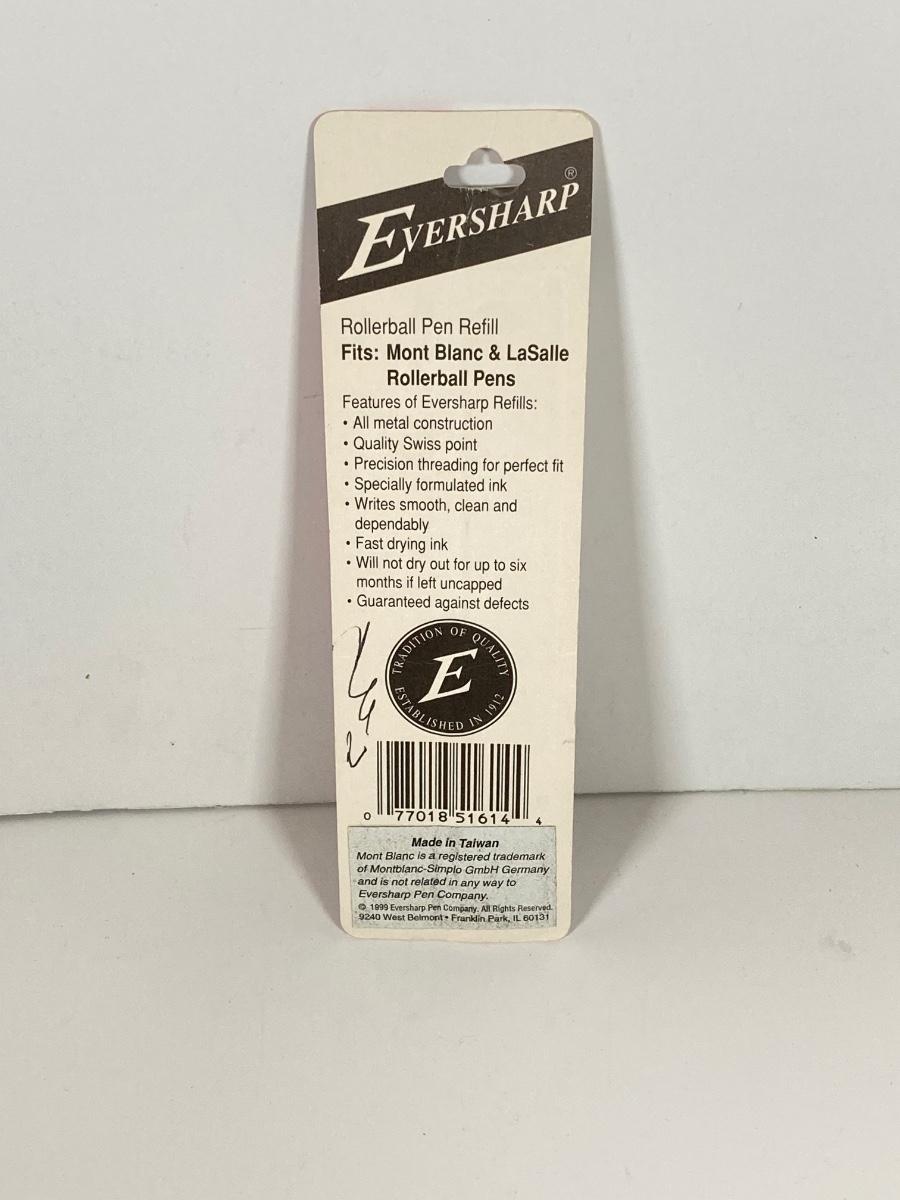 EVERSHARP®
Rollerball Pen Refill
Fits: Mont Blanc & LaSalle
Rollerball Pens
Features of Eversharp Refills:
• All metal construction
• Quality Swiss point
• Precision threading for perfect fit
• Specially formulated ink
• Writes smooth, clean and
dependably
• Fast drying ink
• Will not dry out for up to six
months if left uncapped
• Guaranteed against defects
TRADITION OF QUALITY
E
ESTABLISHED IN 1912
0 77018 51614 4
Made in Taiwan
Mont Blanc is a registered trademark
of Montblanc-Simplo GmbH Germany
and is not related in any way to
Eversharp Pen Company.
© 1999 Eversharp Pen Company. All Rights Reserved.
9240 West Belmont • Franklin Park, IL 60131